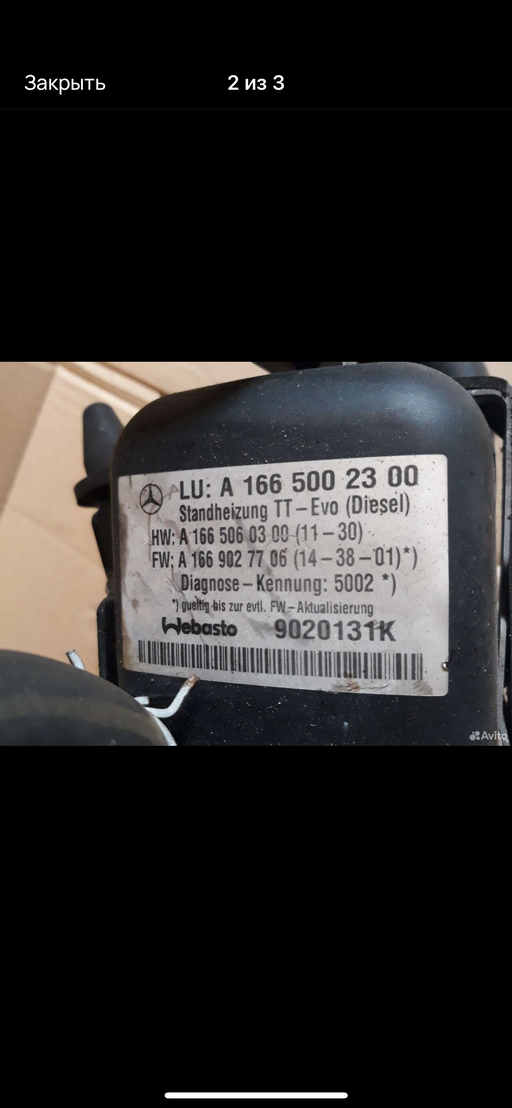 Закрыть
2 из 3
LU: A 166 500 23 00
Standheizung TT-Evo (Diesel)
HW: A 166 506 03 00 (11-30)
FW: A 166 902 77 06 (14-38-01)*)
Diagnose-Kennung: 5002 *)
*) gueltig bis zur evtl. FW-Aktualisierung
Webasto 9020131K
Avito